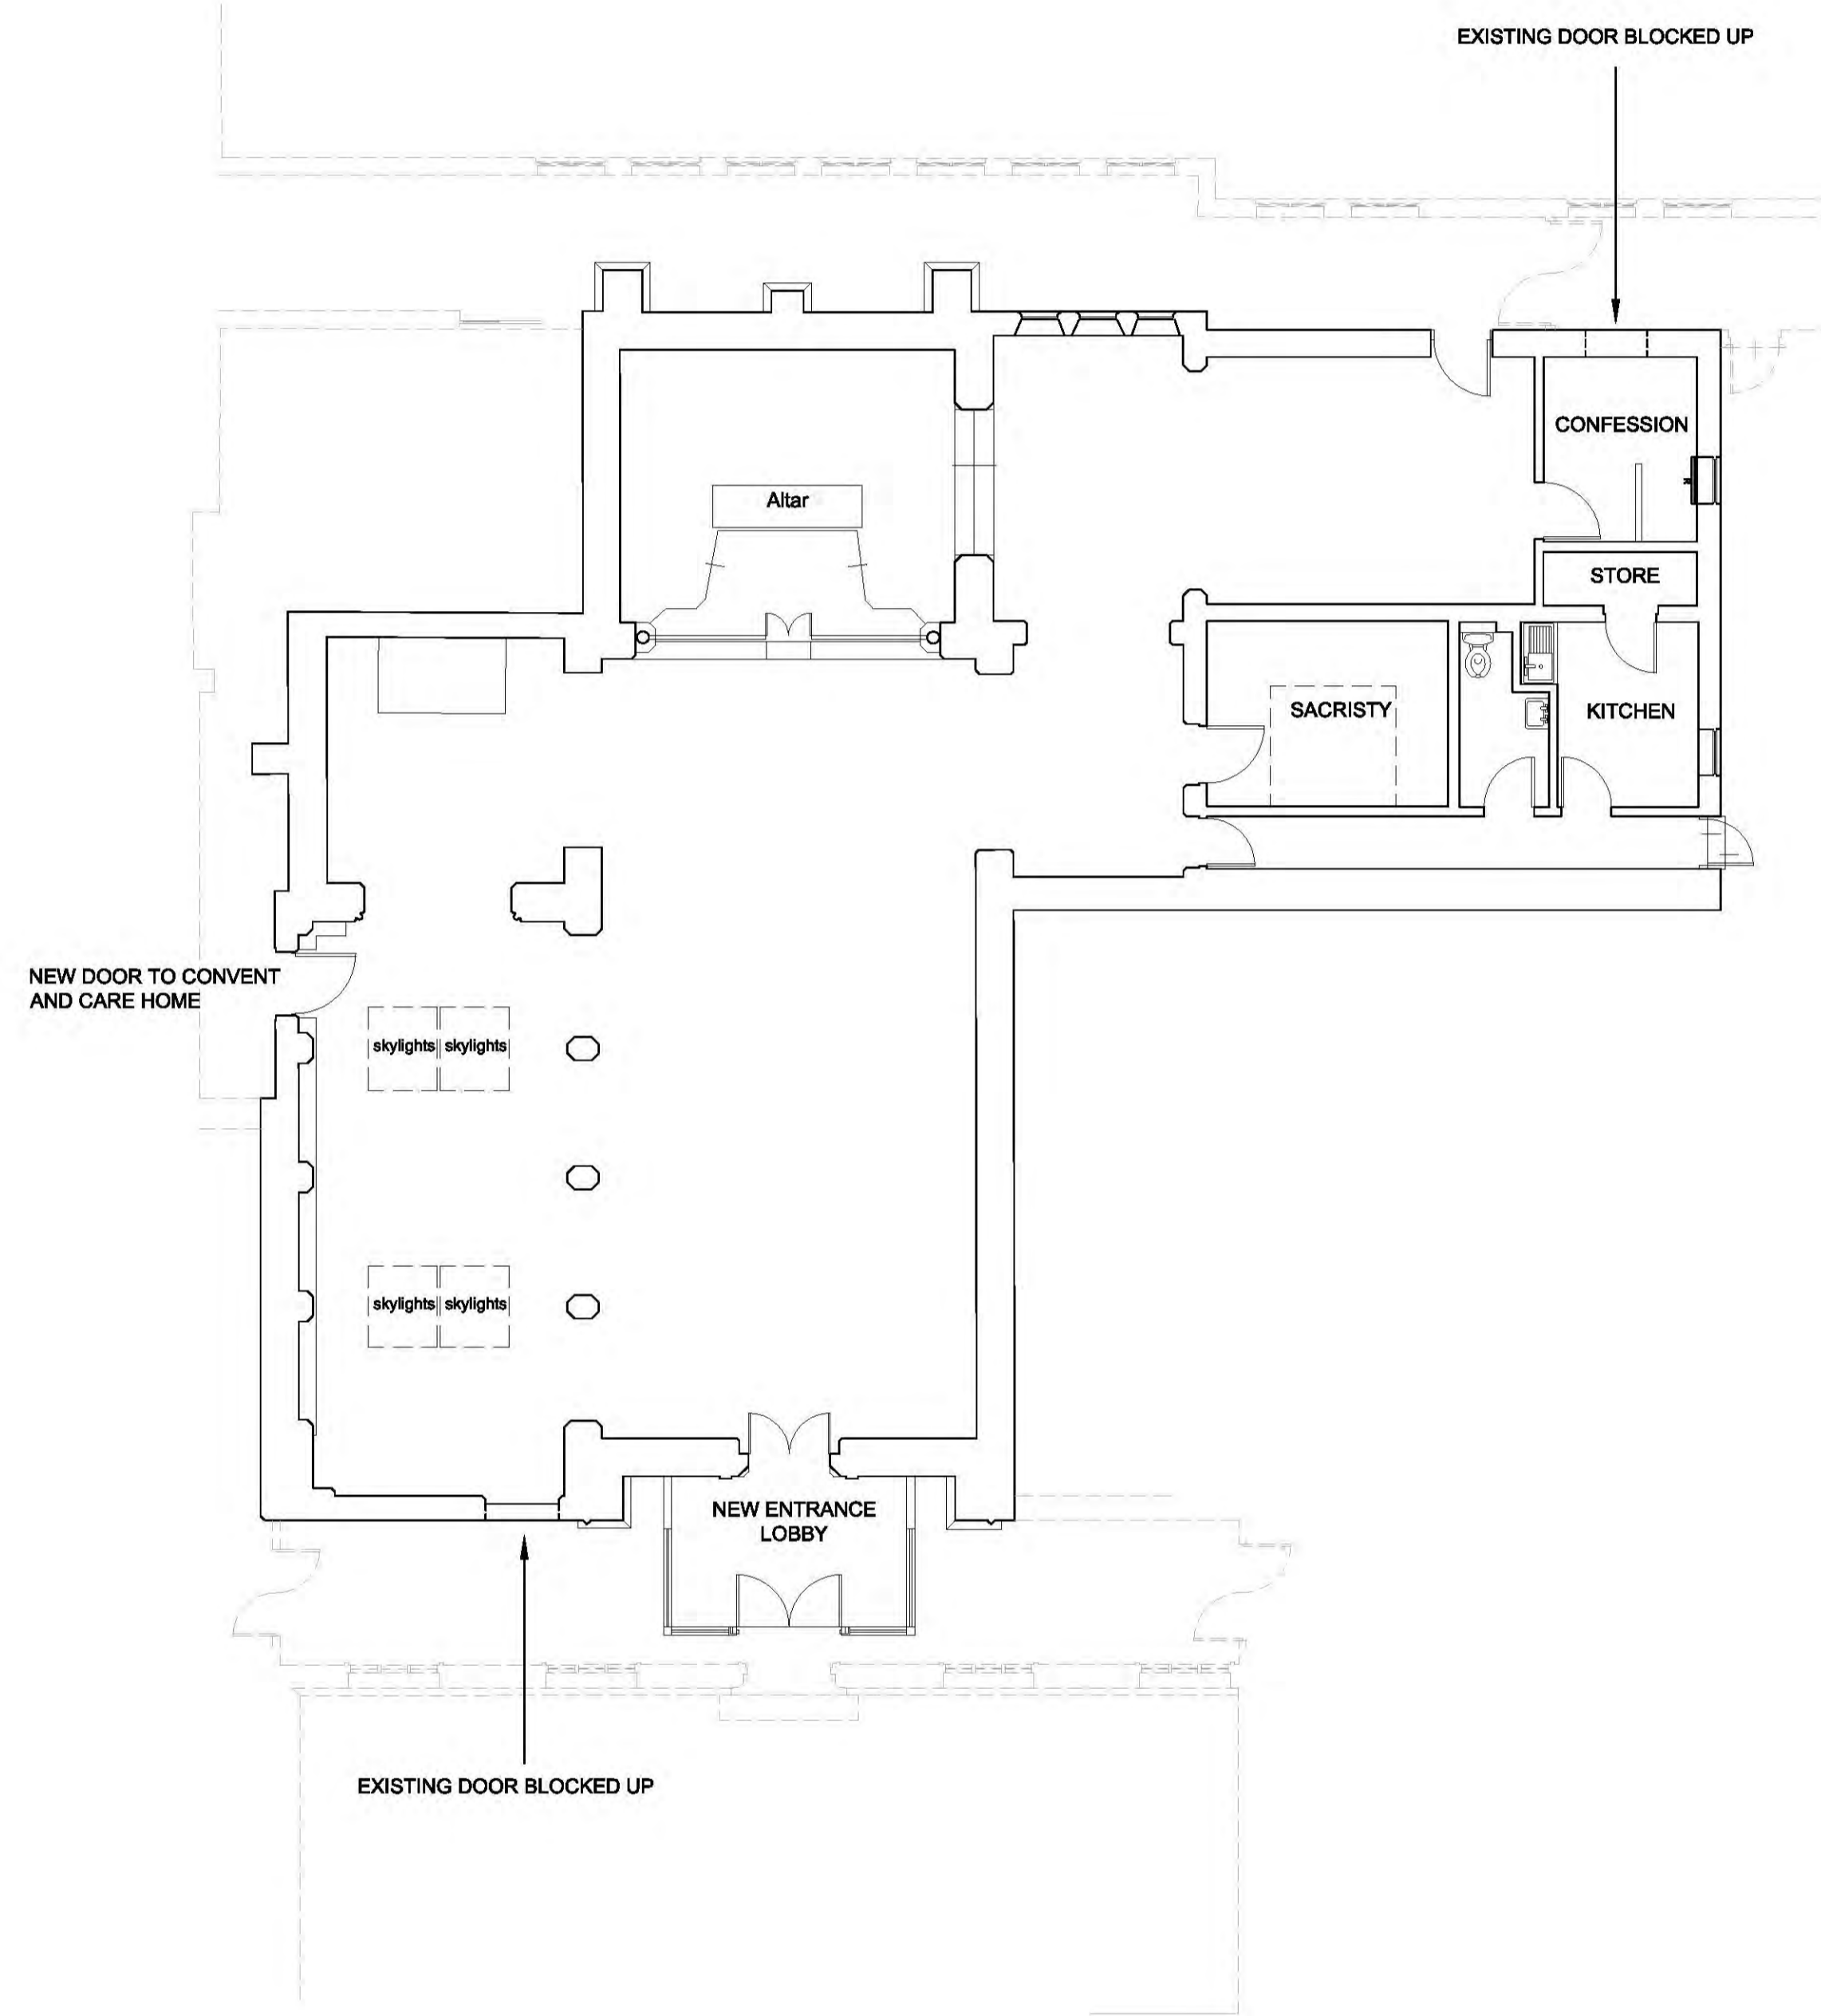 EXISTING DOOR BLOCKED UP
CONFESSION
Altar
STORE
SACRISTY
KITCHEN
NEW DOOR TO CONVENT
AND CARE HOME
skylights skylights
skylights skylights
NEW ENTRANCE
LOBBY
EXISTING DOOR BLOCKED UP